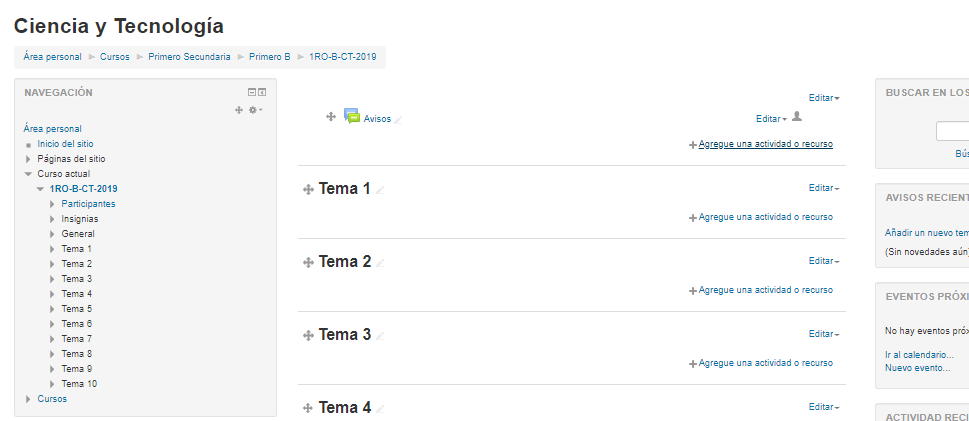 Ciencia y Tecnología
Área personal Cursos Primero Secundaria Primero B 1RO-B-CT-2019
NAVEGACIÓN
Área personal
Inicio del sitio
Páginas del sitio
Curso actual
1RO-B-CT-2019
Participantes
Insignias
General
Tema 1
Tema 2
Tema 3
Tema 4
Tema 5
Tema 6
Tema 7
Tema 8
Tema 9
Tema 10
Cursos
Editar
Avisos Editar
Agregue una actividad o recurso
Tema 1 Editar
Agregue una actividad o recurso
Tema 2 Editar
Agregue una actividad o recurso
Tema 3 Editar
Agregue una actividad o recurso
Tema 4 Editar
BUSCAR EN LOS
Bús
AVISOS RECIENT
Añadir un nuevo tem
(Sin novedades aún)
EVENTOS PRÓXI
No hay eventos próx
Ir al calendario...
Nuevo evento...
ACTIVIDAD RECI